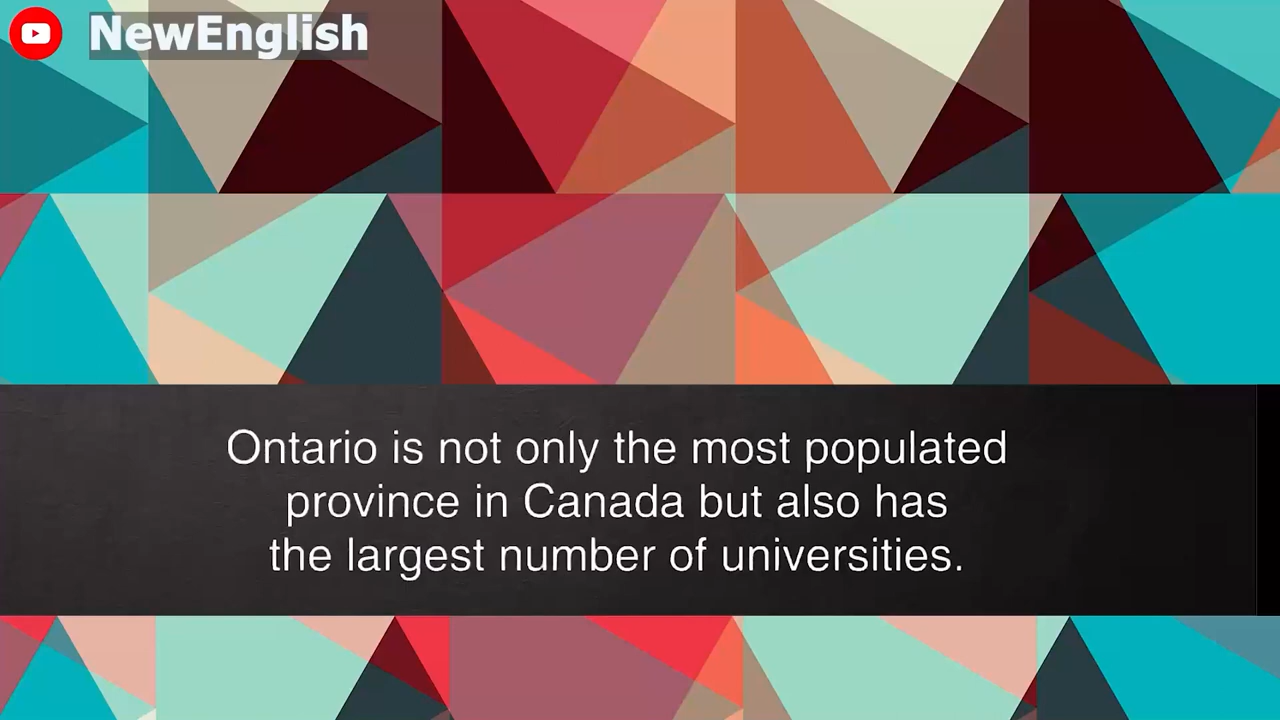 NewEnglish
Ontario is not only the most populated
province in Canada but also has
the largest number of universities.